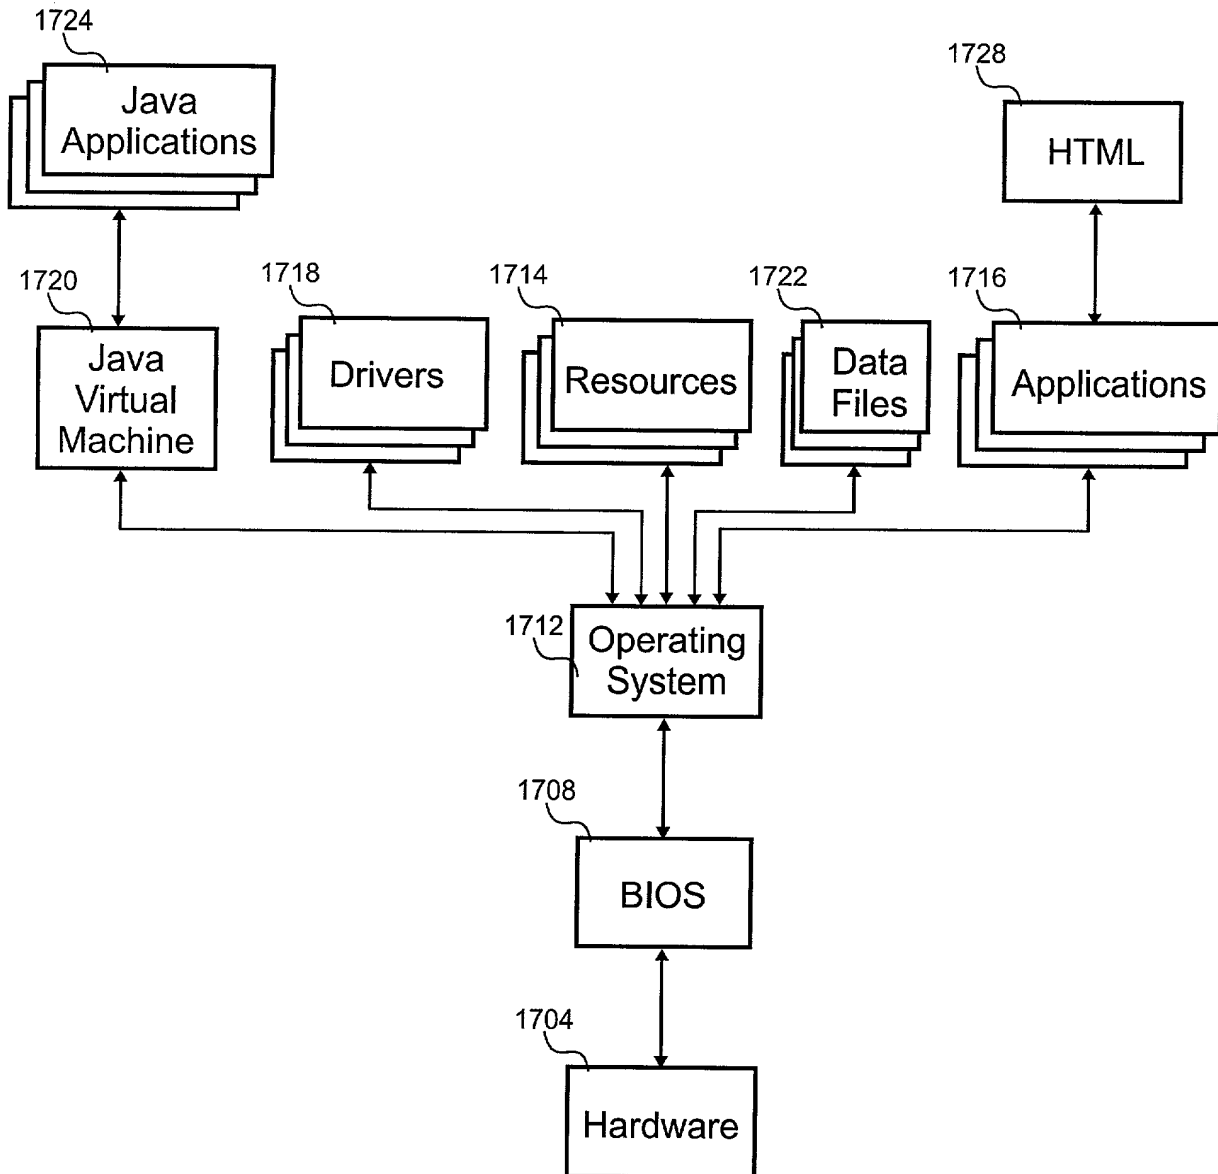 1724
Java
Applications
1728
HTML
1720
Java
Virtual
Machine
1718
Drivers
1714
Resources
1722
Data
Files
1716
Applications
1712
Operating
System
1708
BIOS
1704
Hardware